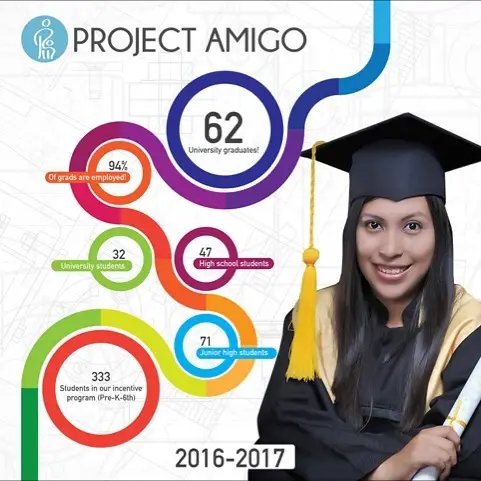 PROJECT AMIGO
62
University graduates!
94%
Of grads are employed!
32
University students
47
High school students
71
Junior high students
333
Students in our incentive
program (Pre-K-6th)
2016-2017